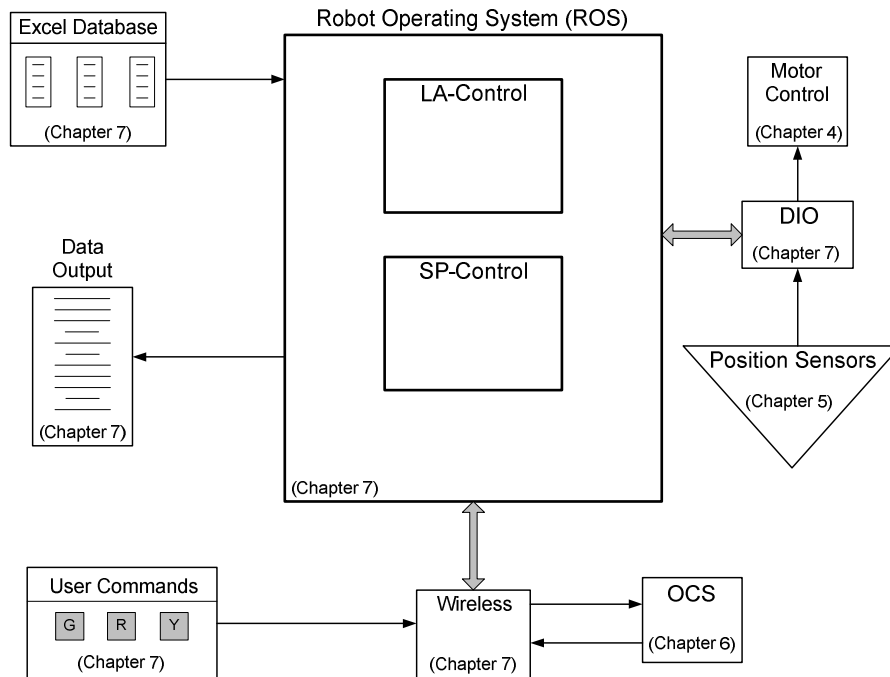 Excel Database
(Chapter 7)
Robot Operating System (ROS)
LA-Control
SP-Control
(Chapter 7)
Motor
Control
(Chapter 4)
DIO
(Chapter 7)
Position Sensors
(Chapter 5)
Data
Output
(Chapter 7)
User Commands
G R Y
(Chapter 7)
Wireless
(Chapter 7)
OCS
(Chapter 6)